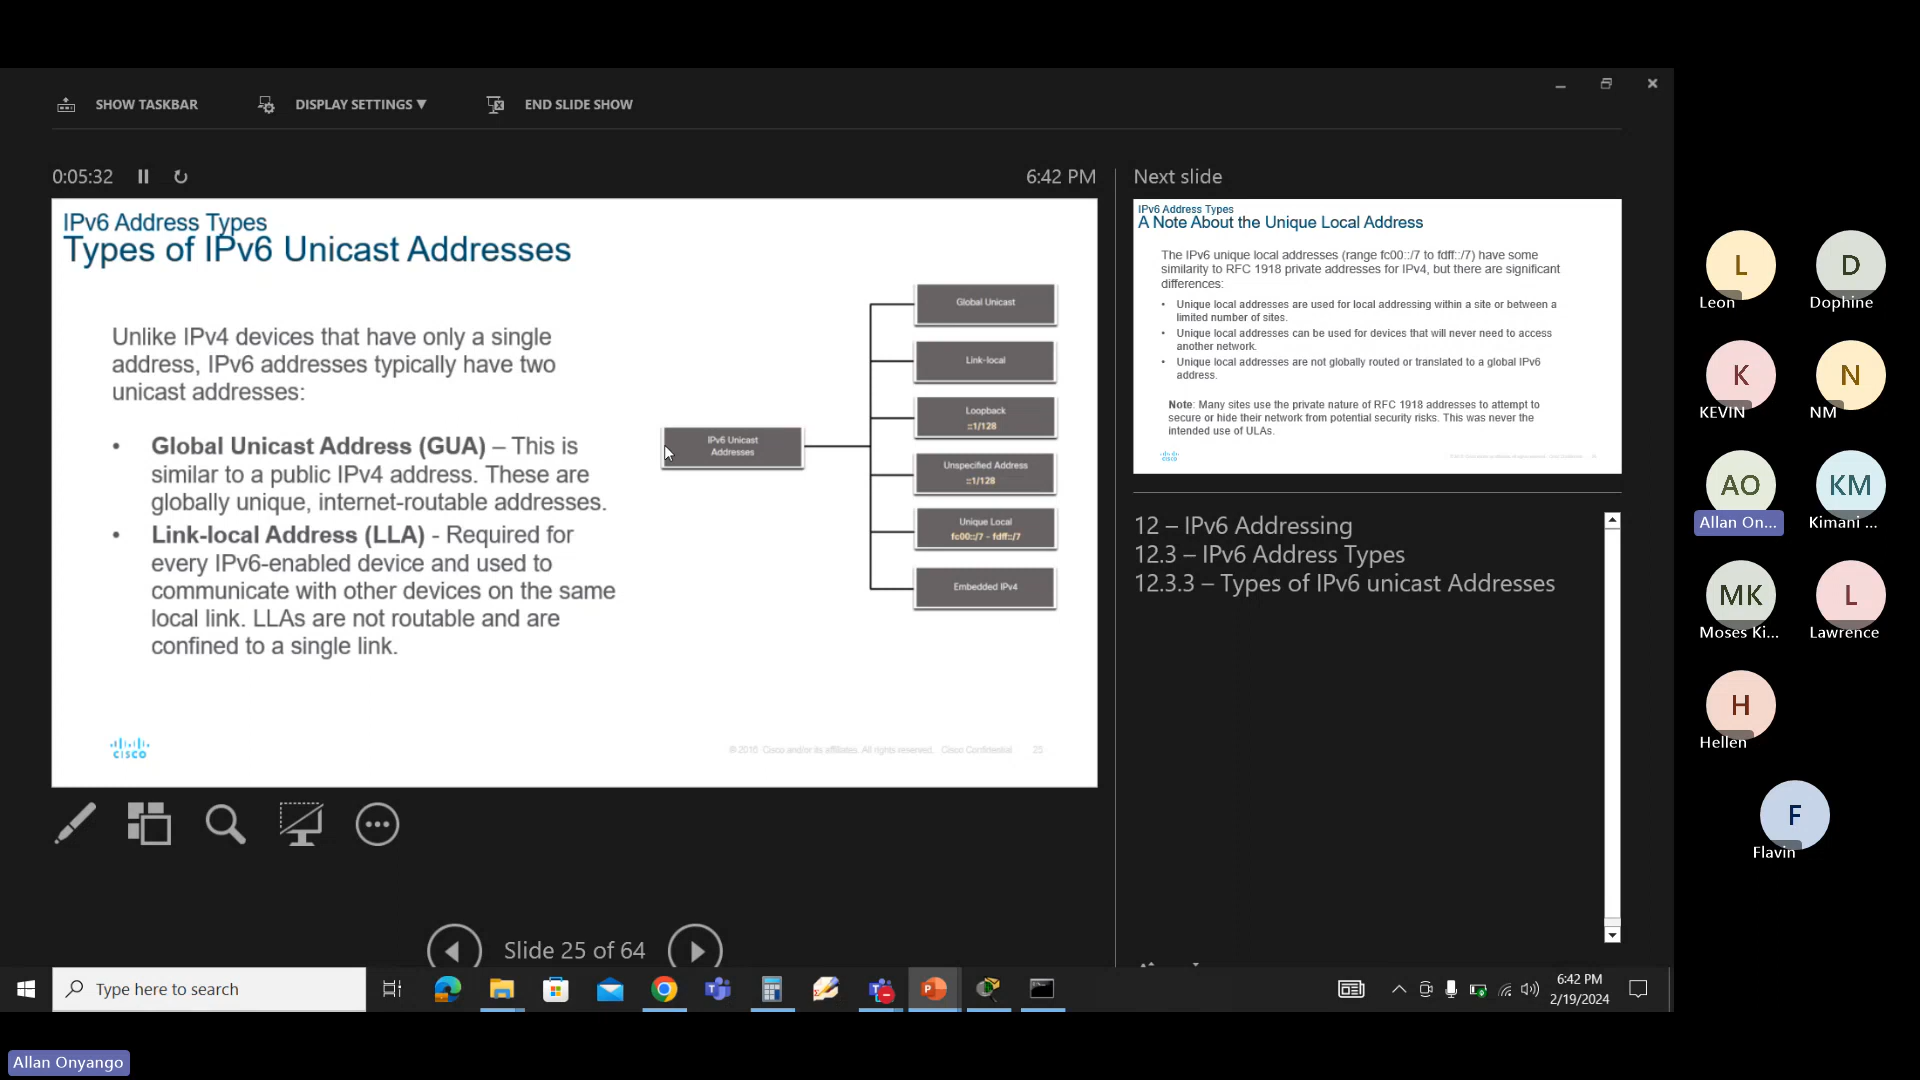 SHOW TASKBAR
DISPLAY SETTINGS ▼
END SLIDE SHOW
0:05:32
6:42 PM
IPv6 Address Types
Types of IPv6 Unicast Addresses
Unlike IPv4 devices that have only a single
address, IPv6 addresses typically have two
unicast addresses:
• Global Unicast Address (GUA) – This is
similar to a public IPv4 address. These are
globally unique, internet-routable addresses.
• Link-local Address (LLA) - Required for
every IPv6-enabled device and used to
communicate with other devices on the same
local link. LLAs are not routable and are
confined to a single link.
IPv6 Unicast
Addresses
Global Unicast
Link-local
Loopback
::1/128
Unspecified Address
::1/128
Unique Local
fc00::/7 - fdff::/7
Embedded IPv4
CISCO
© 2016 Cisco and/or its affiliates. All rights reserved. Cisco Confidential
25
Next slide
IPv6 Address Types
A Note About the Unique Local Address
The IPv6 unique local addresses (range fc00::/7 to fdff::/7) have some
similarity to RFC 1918 private addresses for IPv4, but there are significant
differences:
• Unique local addresses are used for local addressing within a site or between a
limited number of sites.
• Unique local addresses can be used for devices that will never need to access
another network.
• Unique local addresses are not globally routed or translated to a global IPv6
address.
Note: Many sites use the private nature of RFC 1918 addresses to attempt to
secure or hide their network from potential security risks. This was never the
intended use of ULAs.
12 – IPv6 Addressing
12.3 – IPv6 Address Types
12.3.3 – Types of IPv6 unicast Addresses
Slide 25 of 64
Type here to search
6:42 PM
2/19/2024
L
Leon
D
Dophine
K
KEVIN
N
NM
AO
Allan On...
KM
Kimani ...
MK
Moses Ki...
L
Lawrence
H
Hellen
F
Flavin
Allan Onyango